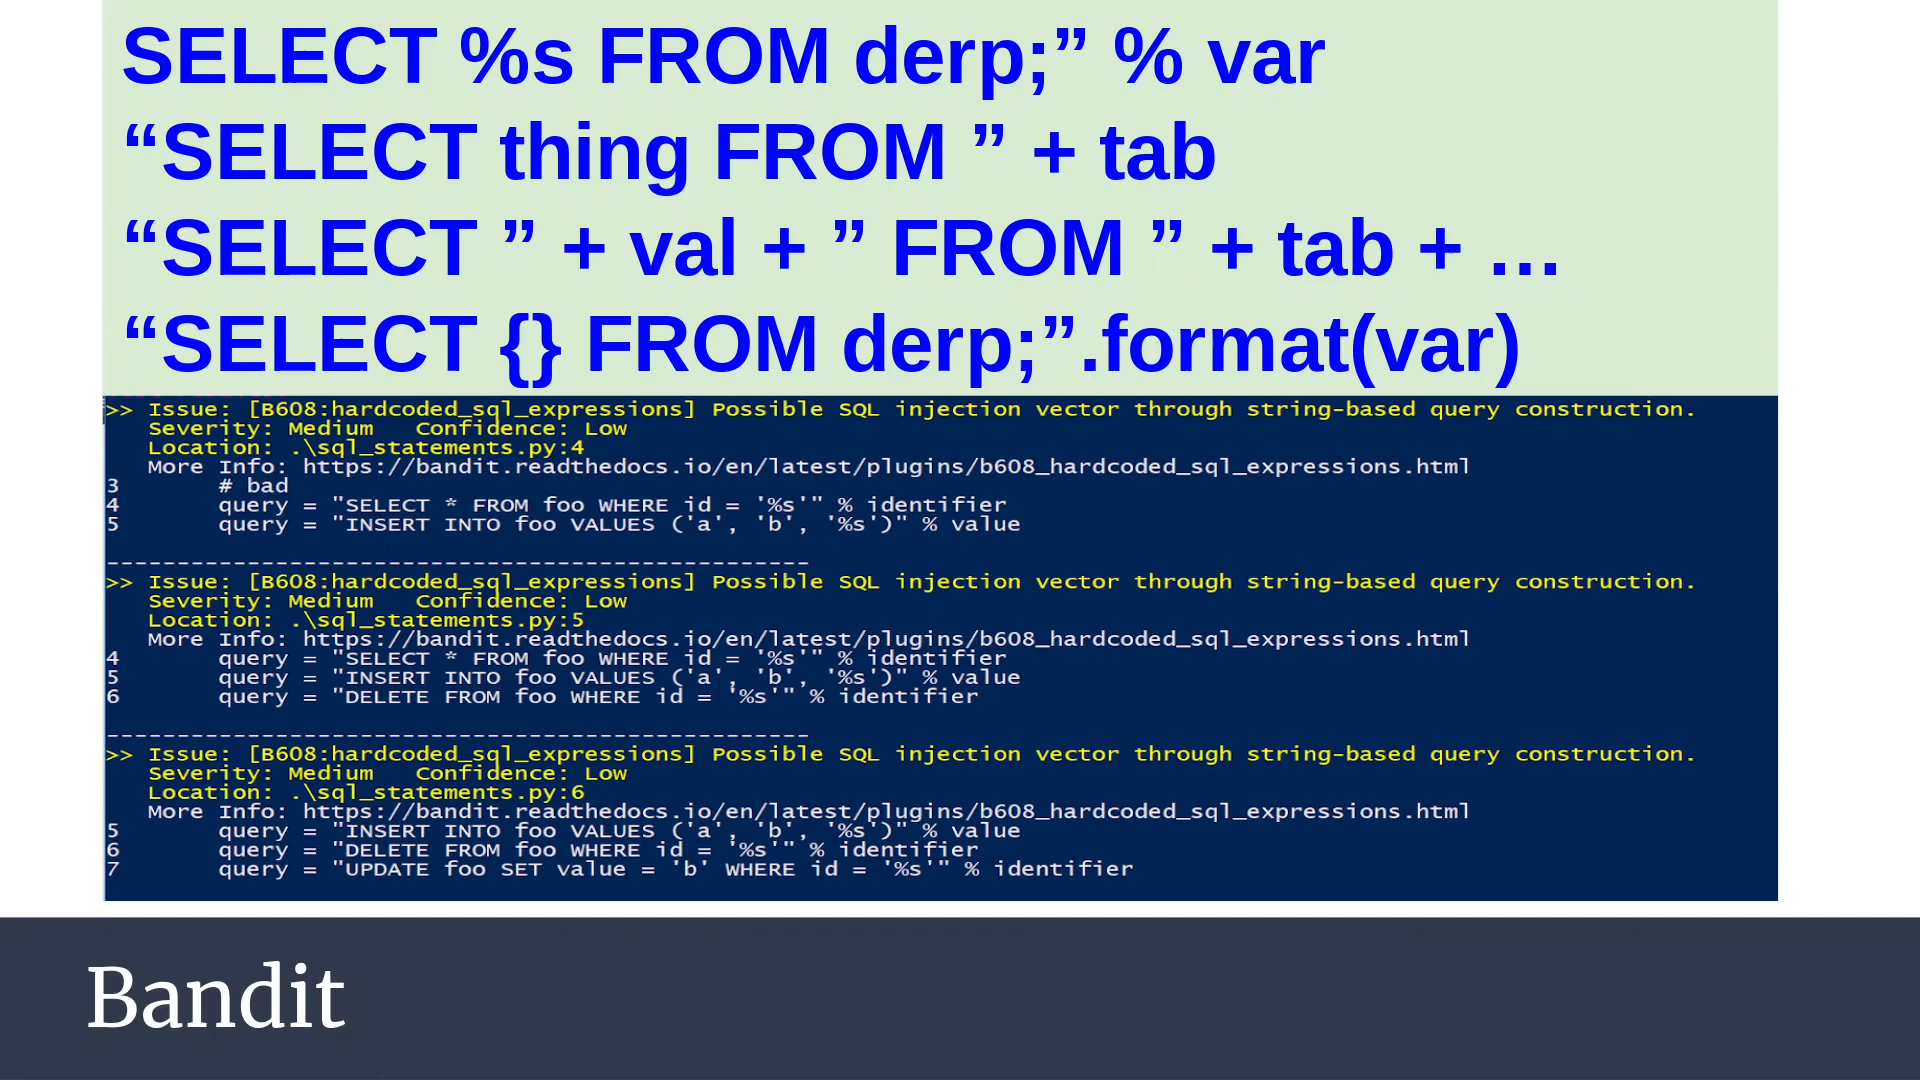 SELECT %s FROM derp;” % var
“SELECT thing FROM ” + tab
“SELECT ” + val + ” FROM ” + tab + …
“SELECT {} FROM derp;”.format(var)
>> Issue: [B608:hardcoded_sql_expressions] Possible SQL injection vector through string-based query construction.
   Severity: Medium   Confidence: Low
   Location: .\sql_statements.py:4
   More Info: https://bandit.readthedocs.io/en/latest/plugins/b608_hardcoded_sql_expressions.html
3       # bad
4       query = "SELECT * FROM foo WHERE id = '%s'" % identifier
5       query = "INSERT INTO foo VALUES ('a', 'b', '%s')" % value
--------------------------------------------------
>> Issue: [B608:hardcoded_sql_expressions] Possible SQL injection vector through string-based query construction.
   Severity: Medium   Confidence: Low
   Location: .\sql_statements.py:5
   More Info: https://bandit.readthedocs.io/en/latest/plugins/b608_hardcoded_sql_expressions.html
4       query = "SELECT * FROM foo WHERE id = '%s'" % identifier
5       query = "INSERT INTO foo VALUES ('a', 'b', '%s')" % value
6       query = "DELETE FROM foo WHERE id = '%s'" % identifier
--------------------------------------------------
>> Issue: [B608:hardcoded_sql_expressions] Possible SQL injection vector through string-based query construction.
   Severity: Medium   Confidence: Low
   Location: .\sql_statements.py:6
   More Info: https://bandit.readthedocs.io/en/latest/plugins/b608_hardcoded_sql_expressions.html
5       query = "INSERT INTO foo VALUES ('a', 'b', '%s')" % value
6       query = "DELETE FROM foo WHERE id = '%s'" % identifier
7       query = "UPDATE foo SET value = 'b' WHERE id = '%s'" % identifier
Bandit